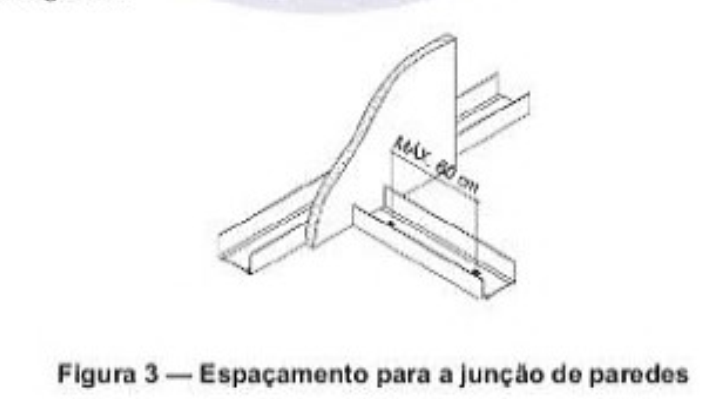 MÁX. 60 cm
Figura 3 — Espaçamento para a junção de paredes